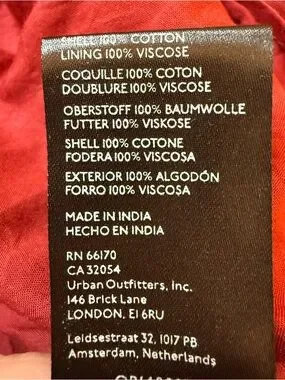 SHELL 100% COTTON
LINING 100% VISCOSE
COQUILLE 100% COTON
DOUBLURE 100% VISCOSE
OBERSTOFF 100% BAUMWOLLE
FUTTER 100% VISKOSE
SHELL 100% COTONE
FODERA 100% VISCOSA
EXTERIOR 100% ALGODÓN
FORRO 100% VISCOSA
MADE IN INDIA
HECHO EN INDIA
RN 66170
CA 32054
Urban Outfitters, Inc.
146 Brick Lane
LONDON, E1 6RU
Leidsestraat 32, 1017 PB
Amsterdam, Netherlands